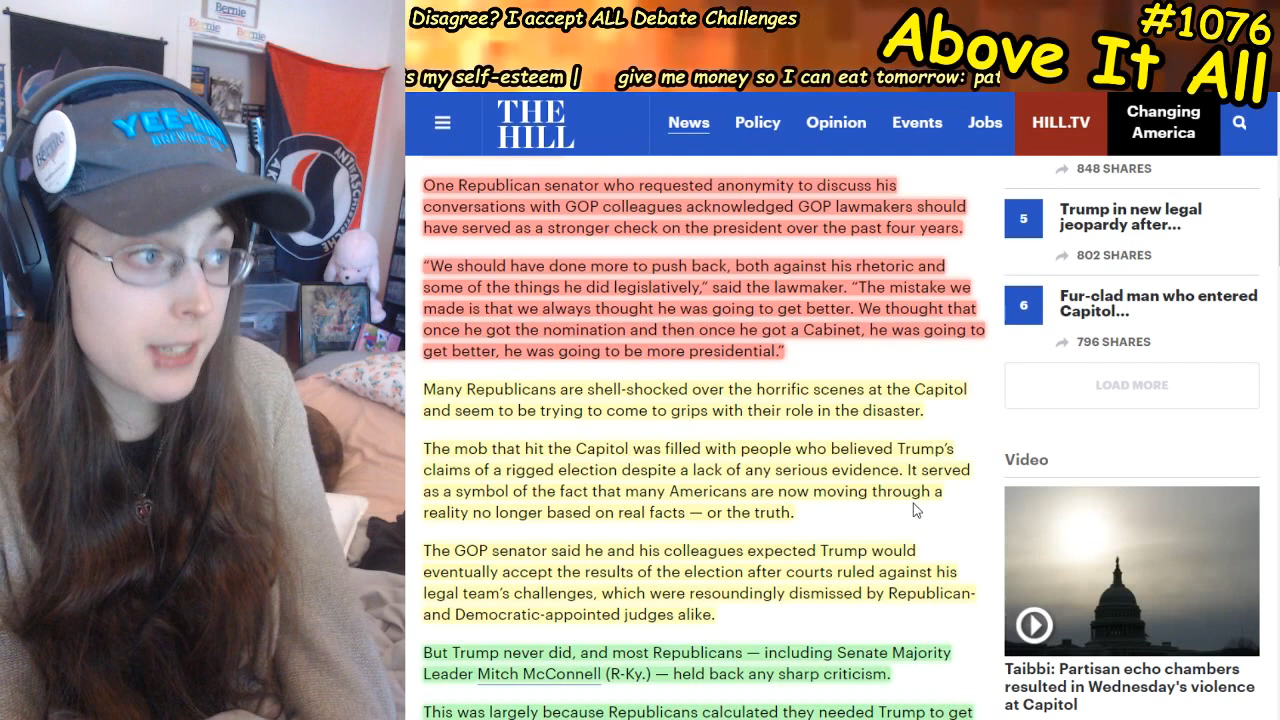 Disagree? I accept ALL Debate Challenges
s my self-esteem | give me money so I can eat tomorrow: pat
#1076
Above It All
THE
HILL
News
Policy
Opinion
Events
Jobs
HILL.TV
Changing
America
One Republican senator who requested anonymity to discuss his
conversations with GOP colleagues acknowledged GOP lawmakers should
have served as a stronger check on the president over the past four years.
“We should have done more to push back, both against his rhetoric and
some of the things he did legislatively,” said the lawmaker. “The mistake we
made is that we always thought he was going to get better. We thought that
once he got the nomination and then once he got a Cabinet, he was going to
get better, he was going to be more presidential.”
Many Republicans are shell-shocked over the horrific scenes at the Capitol
and seem to be trying to come to grips with their role in the disaster.
The mob that hit the Capitol was filled with people who believed Trump’s
claims of a rigged election despite a lack of any serious evidence. It served
as a symbol of the fact that many Americans are now moving through a
reality no longer based on real facts — or the truth.
The GOP senator said he and his colleagues expected Trump would
eventually accept the results of the election after courts ruled against his
legal team’s challenges, which were resoundingly dismissed by Republican-
and Democratic-appointed judges alike.
But Trump never did, and most Republicans — including Senate Majority
Leader Mitch McConnell (R-Ky.) — held back any sharp criticism.
This was largely because Republicans calculated they needed Trump to get
848 SHARES
5
Trump in new legal
jeopardy after...
802 SHARES
6
Fur-clad man who entered
Capitol...
796 SHARES
LOAD MORE
Video
Taibbi: Partisan echo chambers
resulted in Wednesday's violence
at Capitol
Bernie
Bernie
Bernie
YEE-HAW
BREWING CO.
Bernie